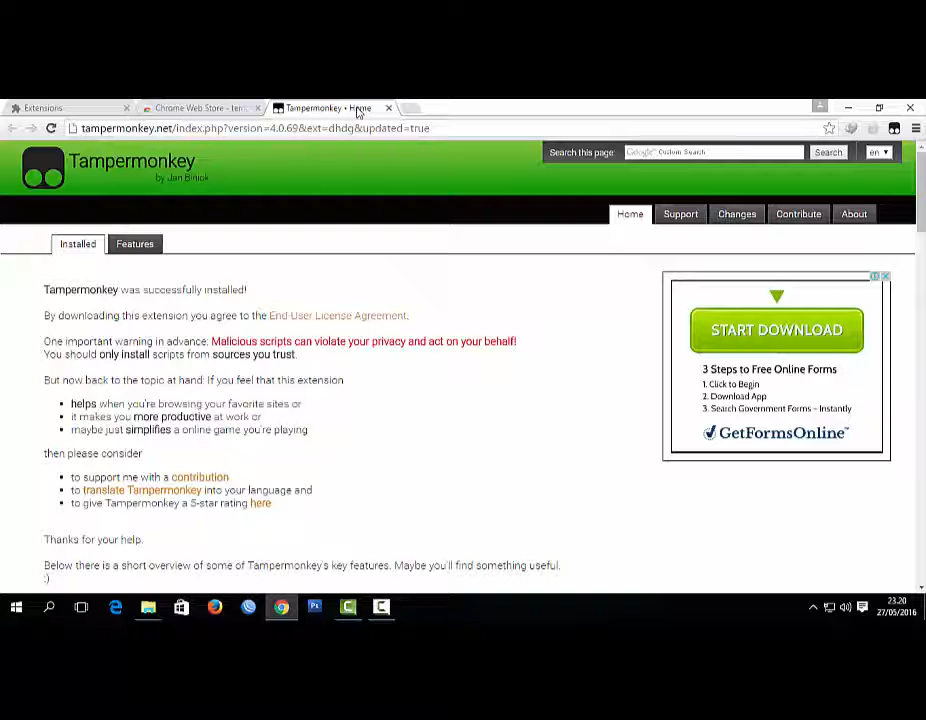 Extensions
Chrome Web Store - tem
Tampermonkey • Home
tampermonkey.net/index.php?version=4.0.69&ext=dhdg&updated=true
Tampermonkey
by Jan Biniok
Search this page:
Google™ Custom Search
Search
en
Home
Support
Changes
Contribute
About
Installed
Features
Tampermonkey was successfully installed!
By downloading this extension you agree to the End-User License Agreement.
One important warning in advance: Malicious scripts can violate your privacy and act on your behalf!
You should only install scripts from sources you trust.
But now back to the topic at hand: If you feel that this extension
helps when you're browsing your favorite sites or
it makes you more productive at work or
maybe just simplifies a online game you're playing
then please consider
to support me with a contribution
to translate Tampermonkey into your language and
to give Tampermonkey a 5-star rating here
Thanks for your help.
Below there is a short overview of some of Tampermonkey's key features. Maybe you'll find something useful.
:)
START DOWNLOAD
3 Steps to Free Online Forms
1. Click to Begin
2. Download App
3. Search Government Forms – Instantly
GetFormsOnline™
Ps
23.20
27/05/2016